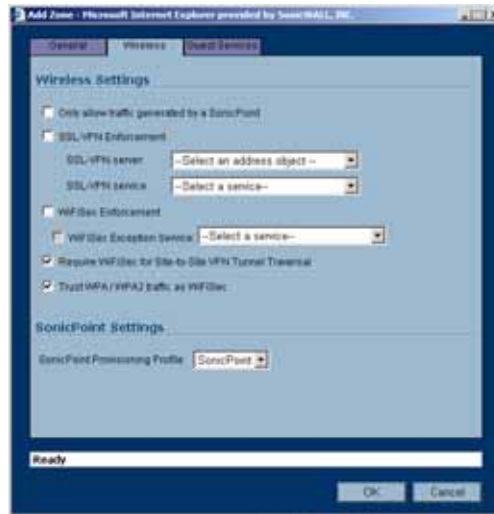 Add Zone - Microsoft Internet Explorer provided by SonicWALL, INC.
General Wireless Guest Services
Wireless Settings
Only allow traffic generated by a SonicPoint
SSL-VPN Enforcement
SSL-VPN server --Select an address object --
SSL-VPN service --Select a service--
WiFiSec Enforcement
WiFiSec Exception Service --Select a service--
Require WiFiSec for Site-to-Site VPN Tunnel Traversal
Trust WPA / WPA2 traffic as WiFiSec
SonicPoint Settings
SonicPoint Provisioning Profile SonicPoint
Ready
OK Cancel